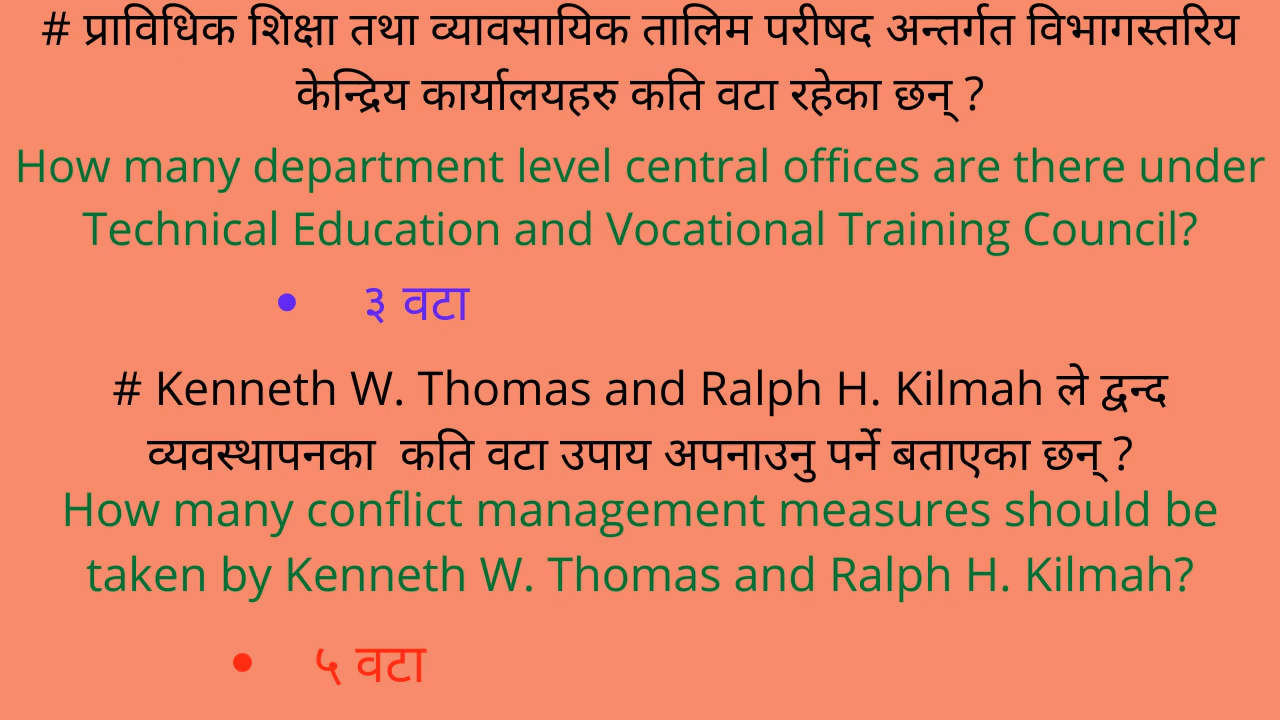 # प्राविधिक शिक्षा तथा व्यावसायिक तालिम परीषद अन्तर्गत विभागस्तरिय
केन्द्रिय कार्यालयहरु कति वटा रहेका छन् ?
How many department level central offices are there under
Technical Education and Vocational Training Council?
• ३ वटा
# Kenneth W. Thomas and Ralph H. Kilmah ले द्वन्द
व्यवस्थापनका कति वटा उपाय अपनाउनु पर्ने बताएका छन् ?
How many conflict management measures should be
taken by Kenneth W. Thomas and Ralph H. Kilmah?
• ५ वटा